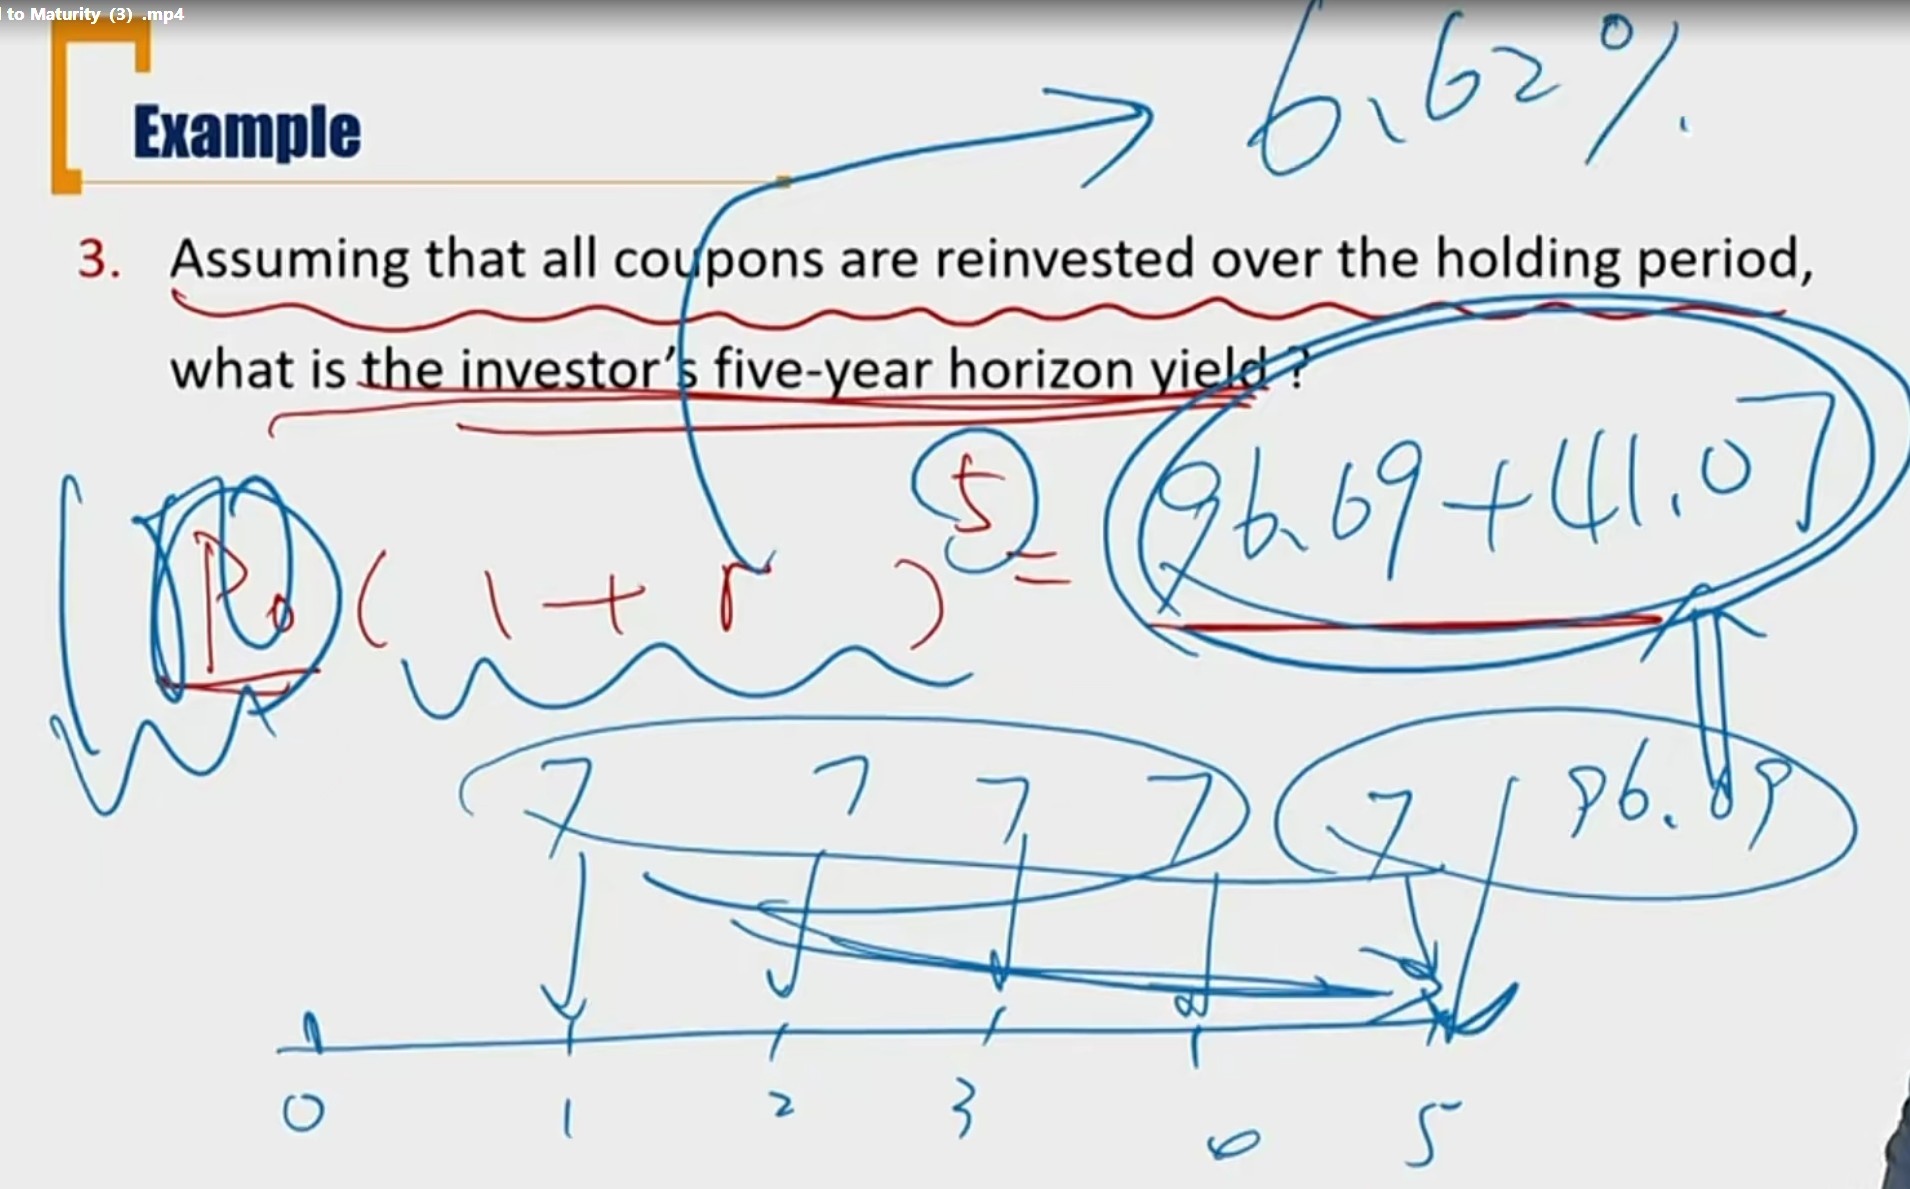 to Maturity (3) .mp4
6.62%
Example
3. Assuming that all coupons are reinvested over the holding period,
what is the investor's five-year horizon yield ?
P₀ ( 1 + r )⁵ = 96.69 + 41.07
7 7 7 7 7 96.69
0 1 2 3 5